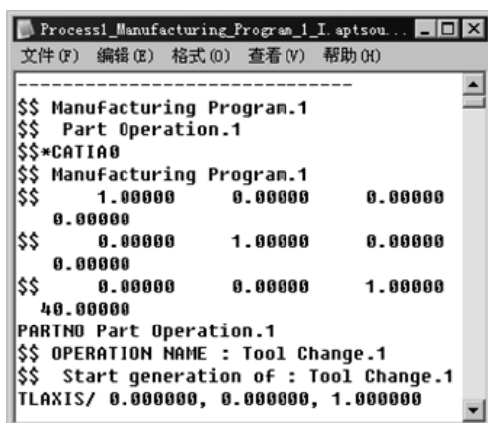 Process1_Manufacturing_Program_1_I.aptsou...
文件(F) 编辑(E) 格式(O) 查看(V) 帮助(H)
------------------------------
$$ Manufacturing Program.1
$$  Part Operation.1
$$*CATIA0
$$ Manufacturing Program.1
$$     1.00000     0.00000     0.00000
   0.00000
$$     0.00000     1.00000     0.00000
   0.00000
$$     0.00000     0.00000     1.00000
  40.00000
PARTNO Part Operation.1
$$ OPERATION NAME : Tool Change.1
$$  Start generation of : Tool Change.1
TLAXIS/ 0.000000, 0.000000, 1.000000